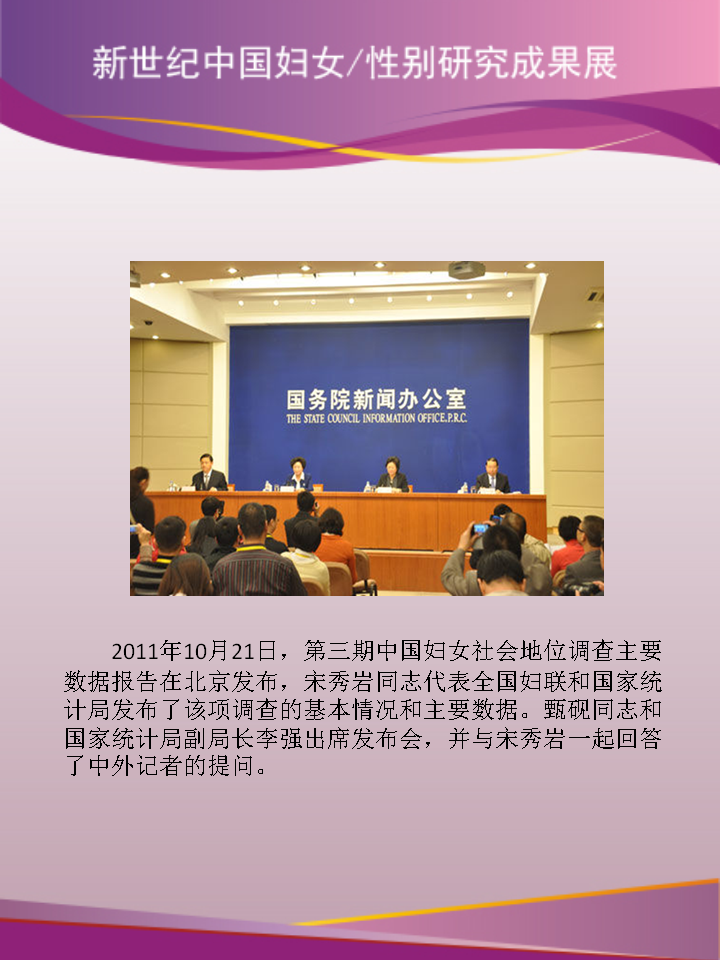 新世纪中国妇女/性别研究成果展
国务院新闻办公室
THE STATE COUNCIL INFORMATION OFFICE,P.R.C.
2011年10月21日，第三期中国妇女社会地位调查主要
数据报告在北京发布，宋秀岩同志代表全国妇联和国家统
计局发布了该项调查的基本情况和主要数据。甄砚同志和
国家统计局副局长李强出席发布会，并与宋秀岩一起回答
了中外记者的提问。